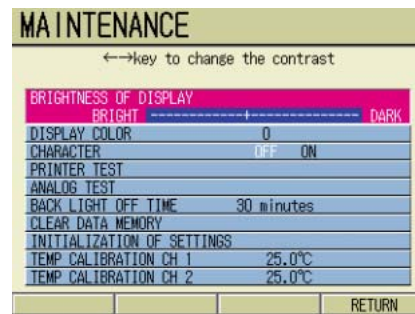 MAINTENANCE
←→key to change the contrast
BRIGHTNESS OF DISPLAY
BRIGHT ---------------+--------------- DARK
DISPLAY COLOR 0
CHARACTER OFF ON
PRINTER TEST
ANALOG TEST
BACK LIGHT OFF TIME 30 minutes
CLEAR DATA MEMORY
INITIALIZATION OF SETTINGS
TEMP CALIBRATION CH 1 25.0℃
TEMP CALIBRATION CH 2 25.0℃
RETURN